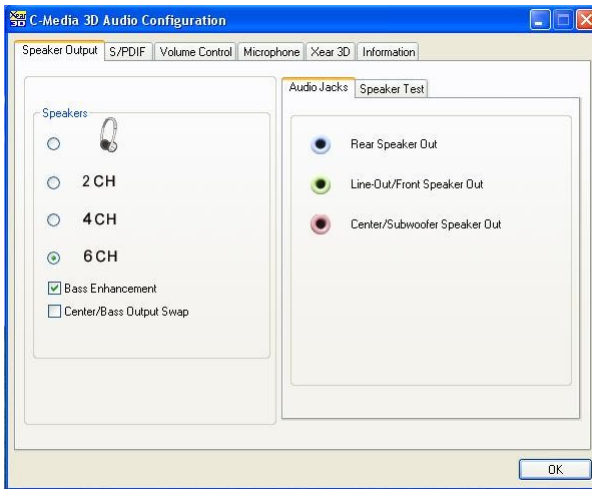 Xear 3D C-Media 3D Audio Configuration
Speaker Output S/PDIF Volume Control Microphone Xear 3D Information
Audio Jacks Speaker Test
Speakers
2 CH
4 CH
6 CH
Bass Enhancement
Center/Bass Output Swap
Rear Speaker Out
Line-Out/Front Speaker Out
Center/Subwoofer Speaker Out
OK